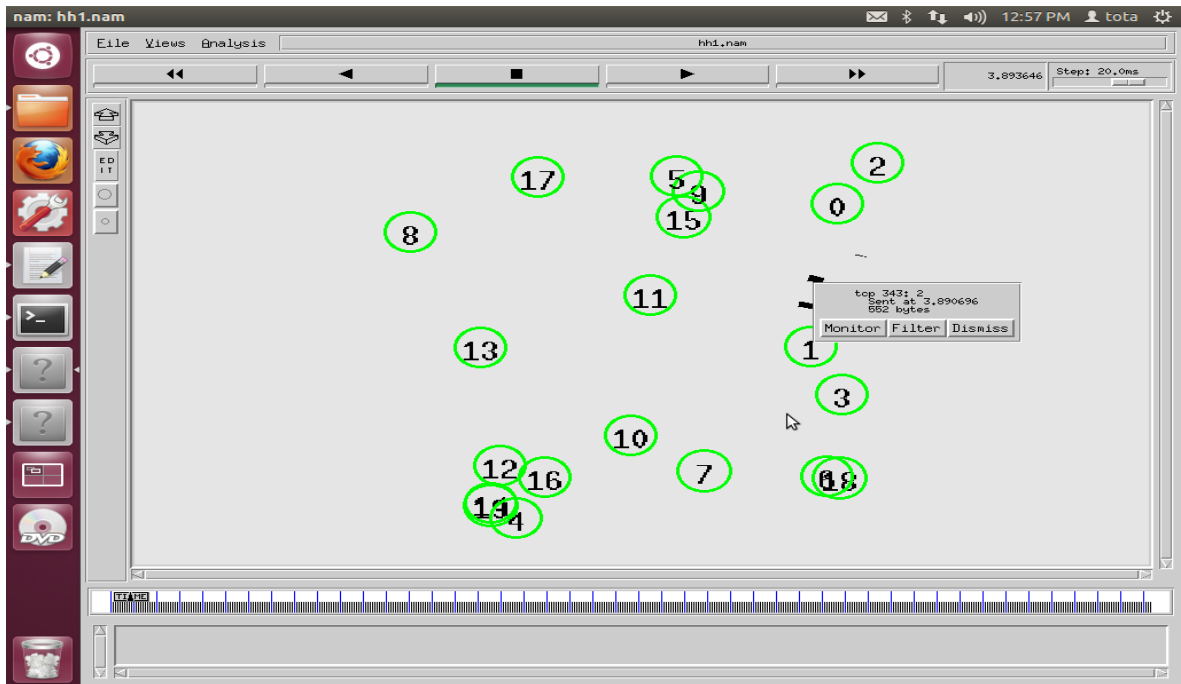 nam: hh1.nam
12:57 PM tota
File Views Analysis
hh1.nam
3.893646
Step: 20.0ms
ED
IT
2
17
5
9
0
15
8
tcp 343: 2
Sent at 3.890696
552 bytes
Monitor Filter Dismiss
11
13
1
3
10
12
16
7
18
4
TIME
DVD